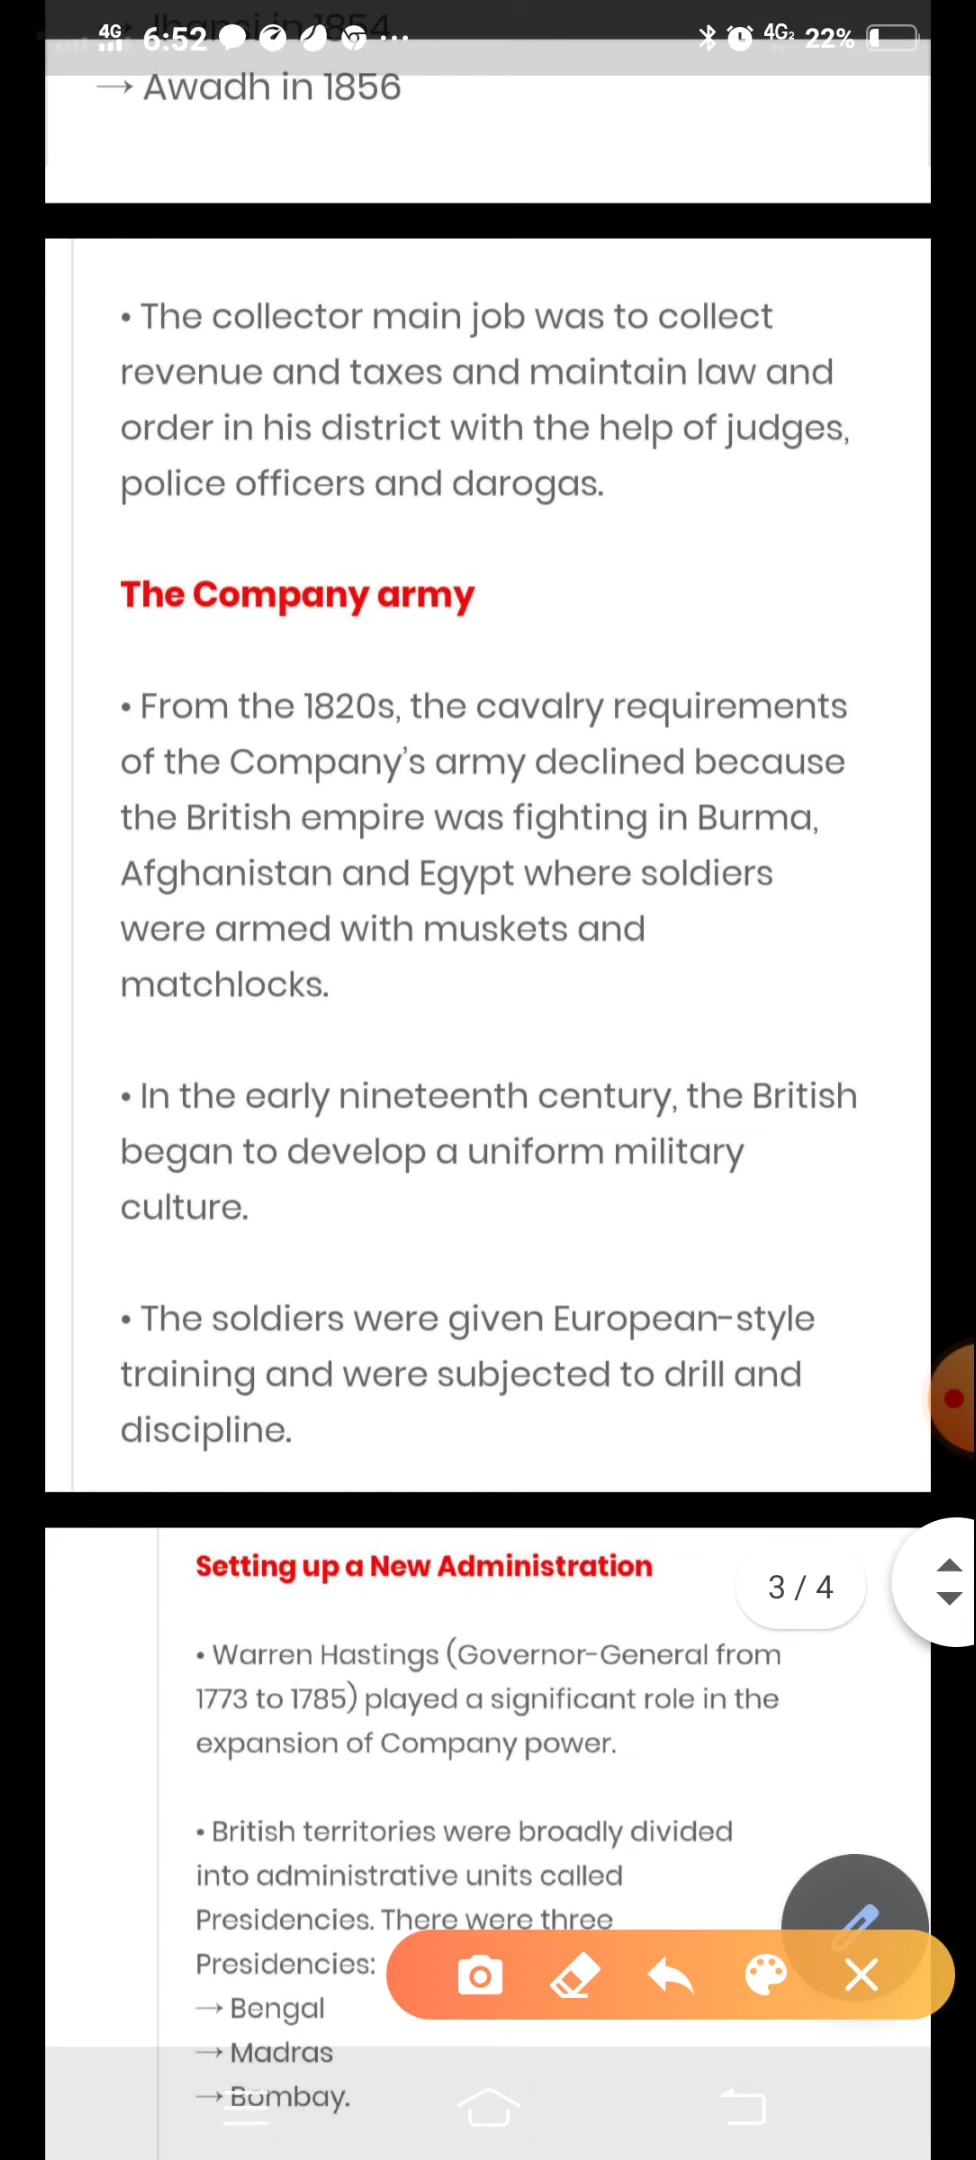 Jhansi in 1854
4G 6:52 ... 4G2 22%
→ Awadh in 1856
• The collector main job was to collect
revenue and taxes and maintain law and
order in his district with the help of judges,
police officers and darogas.
The Company army
• From the 1820s, the cavalry requirements
of the Company’s army declined because
the British empire was fighting in Burma,
Afghanistan and Egypt where soldiers
were armed with muskets and
matchlocks.
• In the early nineteenth century, the British
began to develop a uniform military
culture.
• The soldiers were given European-style
training and were subjected to drill and
discipline.
Setting up a New Administration
3 / 4
• Warren Hastings (Governor-General from
1773 to 1785) played a significant role in the
expansion of Company power.
• British territories were broadly divided
into administrative units called
Presidencies. There were three
Presidencies:
→ Bengal
→ Madras
→ Bombay.